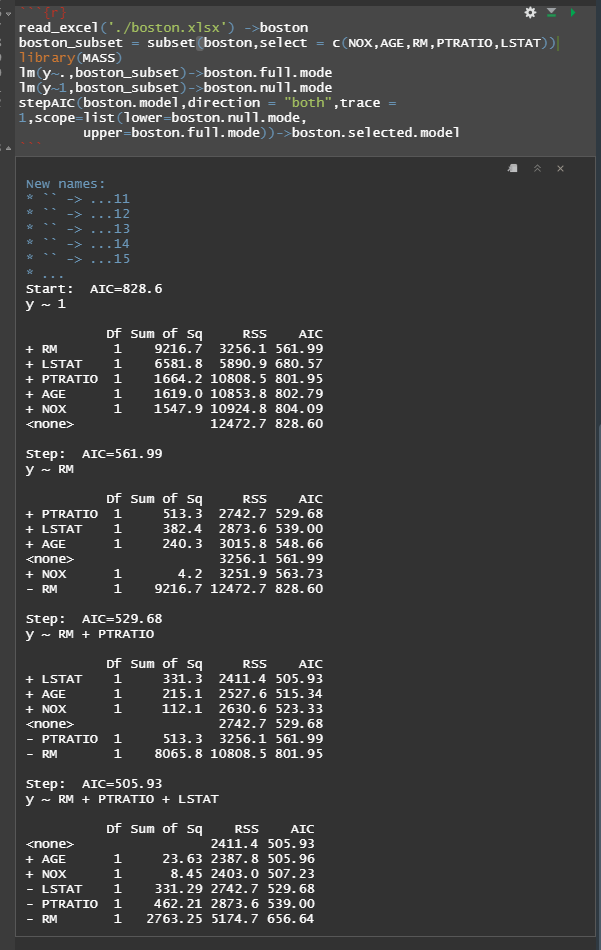 ```{r}
read_excel('./boston.xlsx') ->boston
boston_subset = subset(boston,select = c(NOX,AGE,RM,PTRATIO,LSTAT))
library(MASS)
lm(y~.,boston_subset)->boston.full.mode
lm(y~1,boston_subset)->boston.null.mode
stepAIC(boston.model,direction = "both",trace =
1,scope=list(lower=boston.null.mode,
upper=boston.full.mode))->boston.selected.model
```
New names:
* `` -> ...11
* `` -> ...12
* `` -> ...13
* `` -> ...14
* `` -> ...15
* ...
Start:  AIC=828.6
y ~ 1
Df Sum of Sq     RSS    AIC
+ RM       1    9216.7  3256.1 561.99
+ LSTAT    1    6581.8  5890.9 680.57
+ PTRATIO  1    1664.2 10808.5 801.95
+ AGE      1    1619.0 10853.8 802.79
+ NOX      1    1547.9 10924.8 804.09
<none>                 12472.7 828.60
Step:  AIC=561.99
y ~ RM
Df Sum of Sq     RSS    AIC
+ PTRATIO  1     513.3  2742.7 529.68
+ LSTAT    1     382.4  2873.6 539.00
+ AGE      1     240.3  3015.8 548.66
<none>                  3256.1 561.99
+ NOX      1       4.2  3251.9 563.73
- RM       1    9216.7 12472.7 828.60
Step:  AIC=529.68
y ~ RM + PTRATIO
Df Sum of Sq     RSS    AIC
+ LSTAT    1     331.3  2411.4 505.93
+ AGE      1     215.1  2527.6 515.34
+ NOX      1     112.1  2630.6 523.33
<none>                  2742.7 529.68
- PTRATIO  1     513.3  3256.1 561.99
- RM       1    8065.8 10808.5 801.95
Step:  AIC=505.93
y ~ RM + PTRATIO + LSTAT
Df Sum of Sq    RSS    AIC
<none>                 2411.4 505.93
+ AGE      1     23.63 2387.8 505.96
+ NOX      1      8.45 2403.0 507.23
- LSTAT    1    331.29 2742.7 529.68
- PTRATIO  1    462.21 2873.6 539.00
- RM       1   2763.25 5174.7 656.64